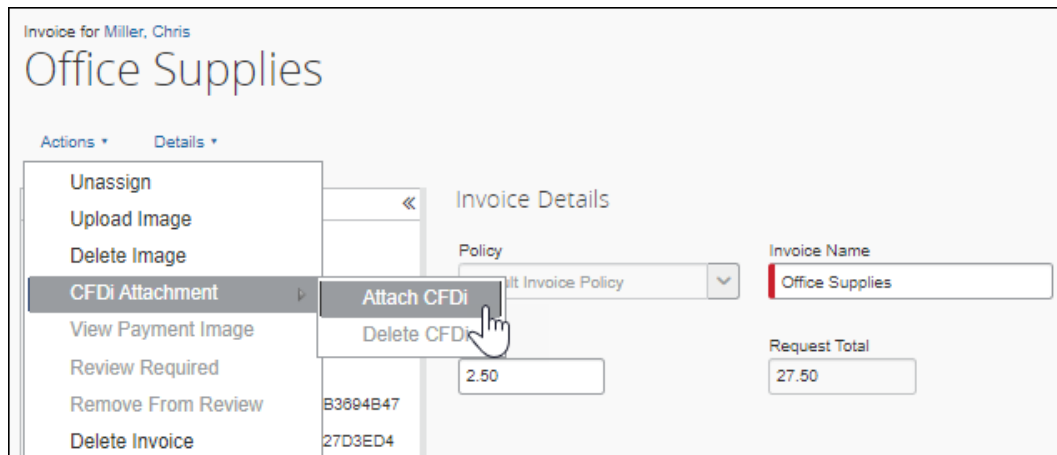 Invoice for Miller, Chris
Office Supplies
Actions
Details
Unassign
Upload Image
Delete Image
CFDi Attachment
View Payment Image
Review Required
Remove From Review
Delete Invoice
Attach CFDi
Delete CFDi
B3694B47
27D3ED4
Invoice Details
Policy
Invoice Policy
Invoice Name
Office Supplies
2.50
Request Total
27.50